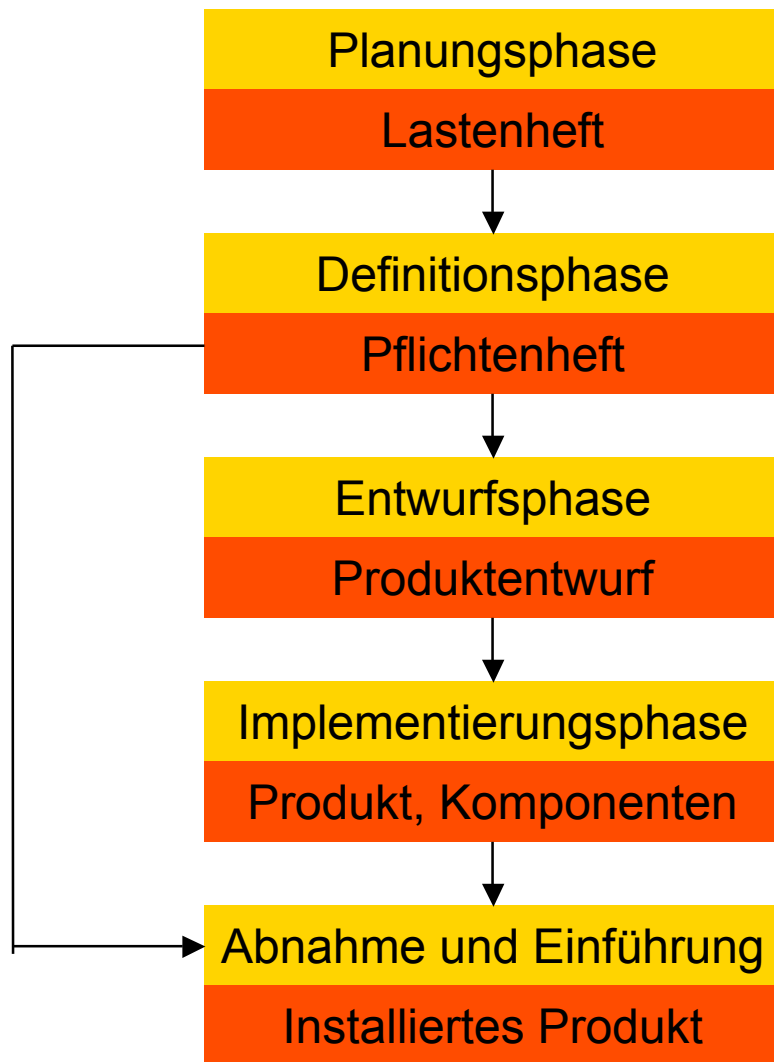 Planungsphase
Lastenheft
Definitionsphase
Pflichtenheft
Entwurfsphase
Produktentwurf
Implementierungsphase
Produkt, Komponenten
Abnahme und Einführung
Installiertes Produkt